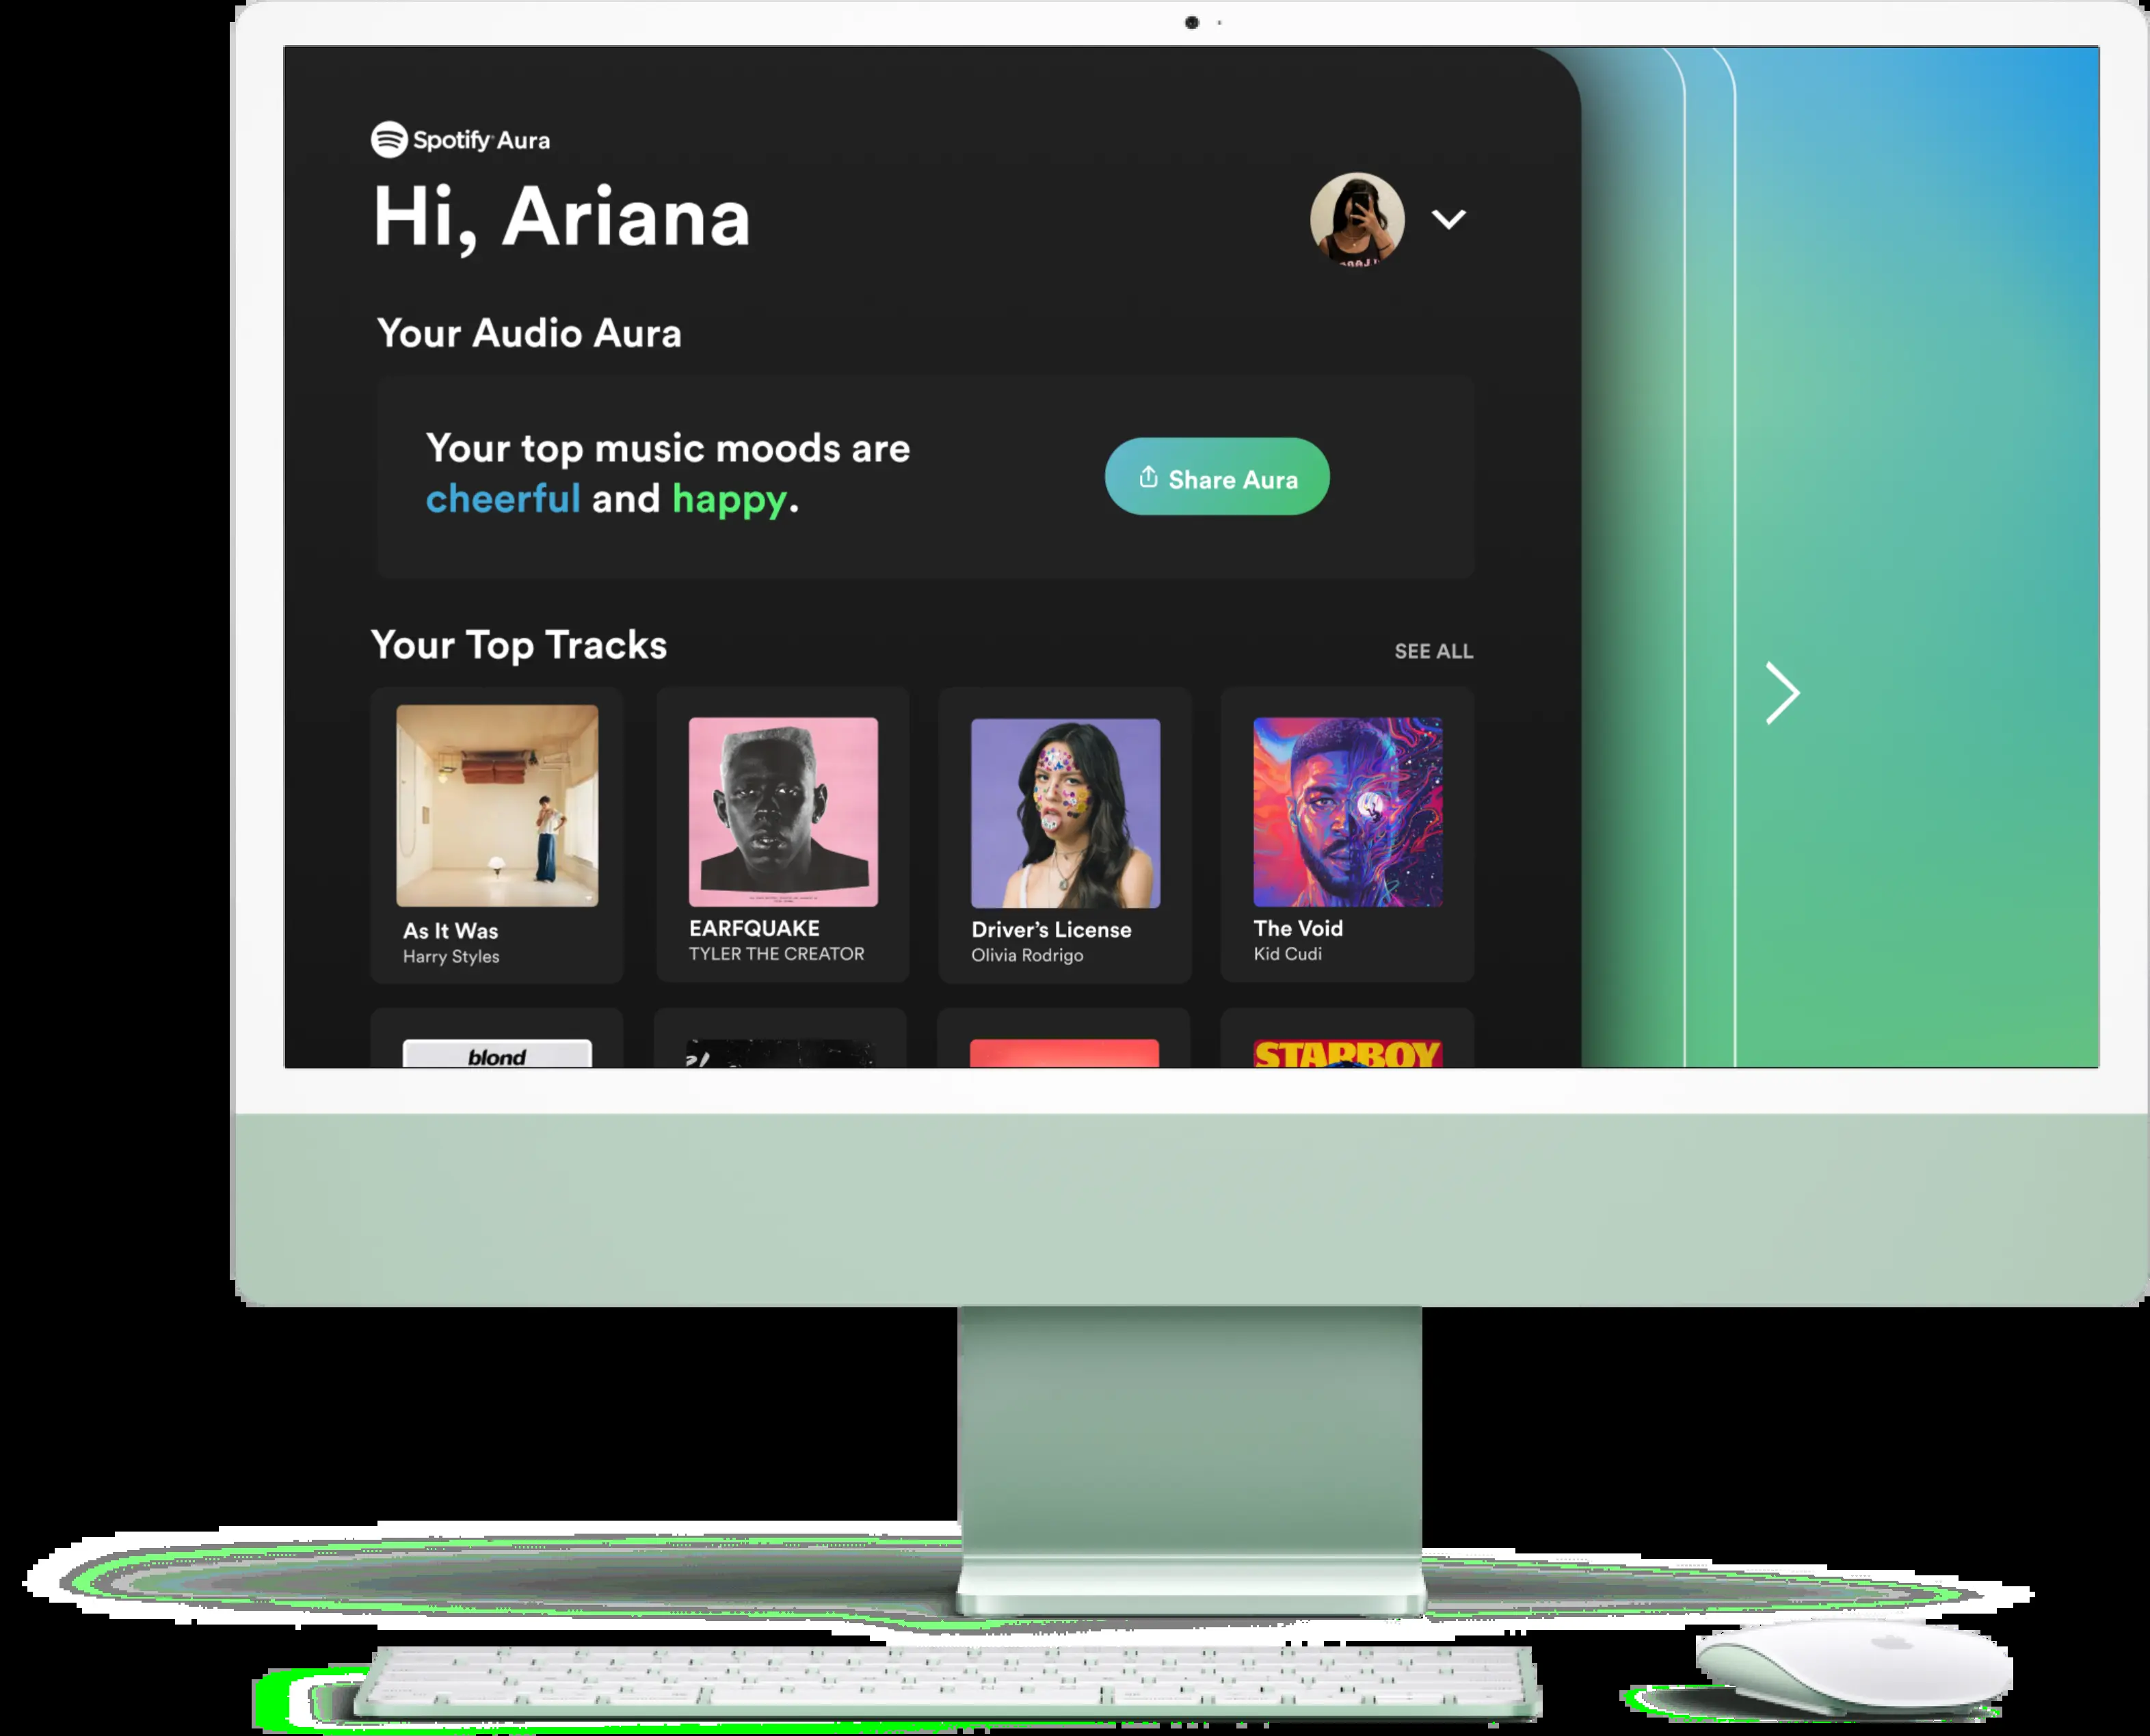 Spotify Aura
Hi, Ariana
Your Audio Aura
Your top music moods are
cheerful and happy.
Share Aura
Your Top Tracks
SEE ALL
As It Was
Harry Styles
EARFQUAKE
TYLER THE CREATOR
Driver’s License
Olivia Rodrigo
The Void
Kid Cudi
blond
STARBOY